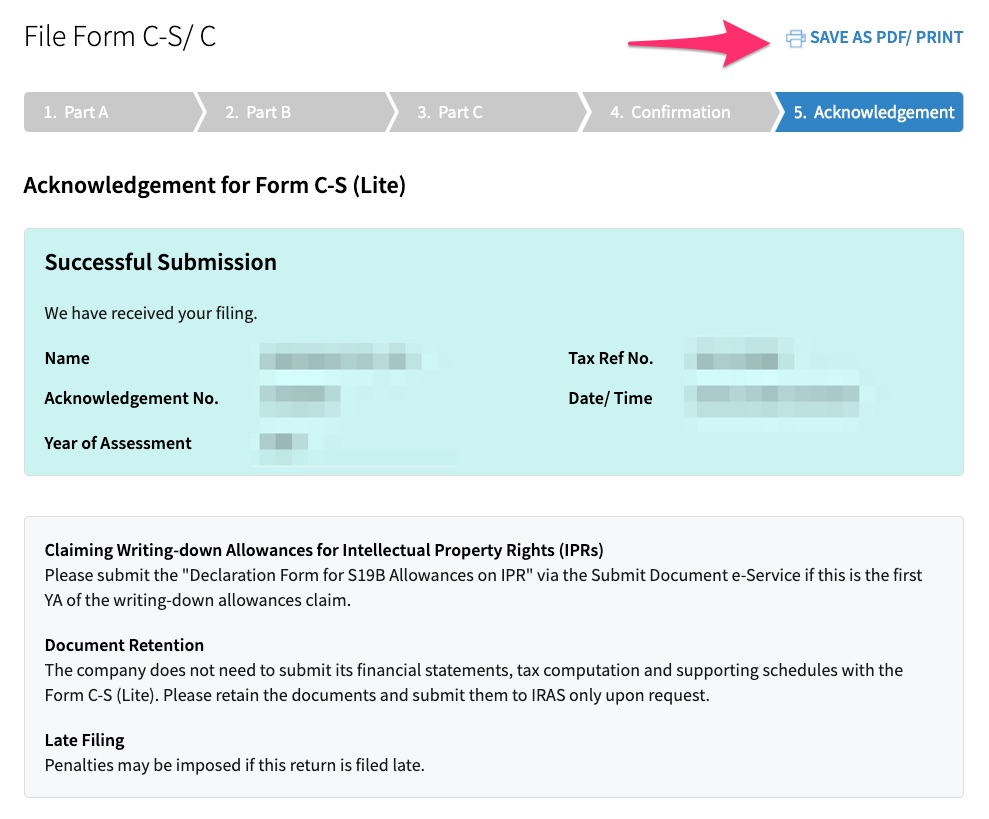 File Form C-S/ C
SAVE AS PDF/ PRINT
1. Part A
2. Part B
3. Part C
4. Confirmation
5. Acknowledgement
Acknowledgement for Form C-S (Lite)
Successful Submission
We have received your filing.
Name
Tax Ref No.
Acknowledgement No.
Date/ Time
Year of Assessment
Claiming Writing-down Allowances for Intellectual Property Rights (IPRs)
Please submit the "Declaration Form for S19B Allowances on IPR" via the Submit Document e-Service if this is the first
YA of the writing-down allowances claim.
Document Retention
The company does not need to submit its financial statements, tax computation and supporting schedules with the
Form C-S (Lite). Please retain the documents and submit them to IRAS only upon request.
Late Filing
Penalties may be imposed if this return is filed late.